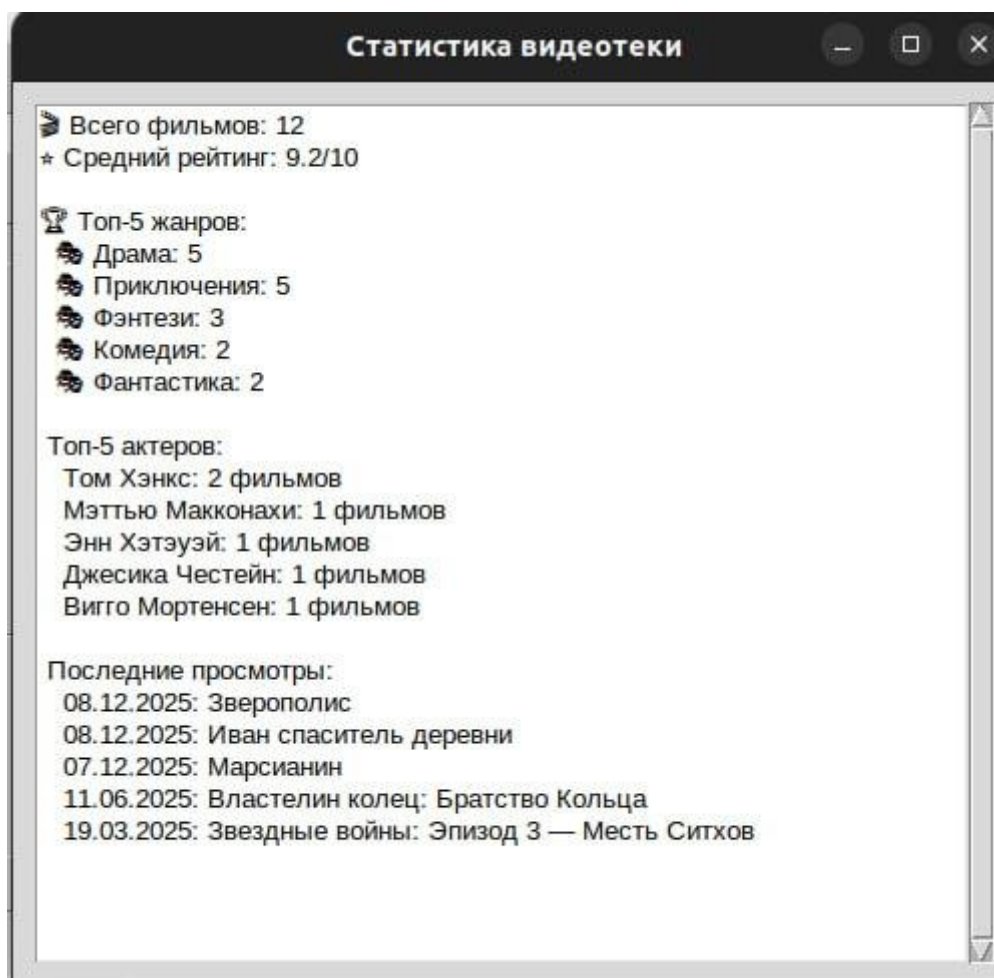 Статистика видеотеки
🎬 Всего фильмов: 12
⭐ Средний рейтинг: 9.2/10
🏆 Топ-5 жанров:
🎭 Драма: 5
🎭 Приключения: 5
🎭 Фэнтези: 3
🎭 Комедия: 2
🎭 Фантастика: 2
Топ-5 актеров:
Том Хэнкс: 2 фильмов
Мэттью Макконахи: 1 фильмов
Энн Хэтэуэй: 1 фильмов
Джесика Честейн: 1 фильмов
Вигго Мортенсен: 1 фильмов
Последние просмотры:
08.12.2025: Зверополис
08.12.2025: Иван спаситель деревни
07.12.2025: Марсианин
11.06.2025: Властелин колец: Братство Кольца
19.03.2025: Звездные войны: Эпизод 3 — Месть Ситхов